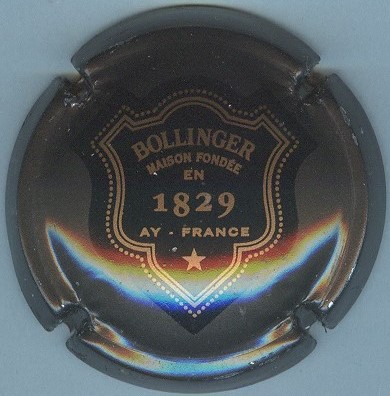 BOLLINGER
MAISON FONDÉE
EN
1829
AY - FRANCE